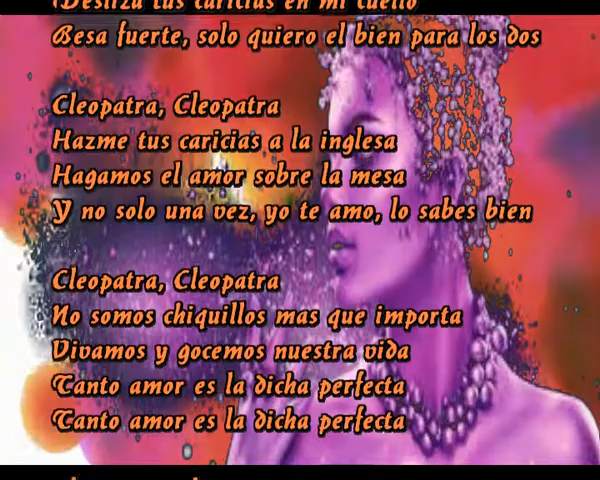 Desliza tus caricias en mi cuello
Besa fuerte, solo quiero el bien para los dos
Cleopatra, Cleopatra
Hazme tus caricias a la inglesa
Hagamos el amor sobre la mesa
Y no solo una vez, yo te amo, lo sabes bien
Cleopatra, Cleopatra
No somos chiquillos mas que importa
Vivamos y gocemos nuestra vida
Tanto amor es la dicha perfecta
Tanto amor es la dicha perfecta